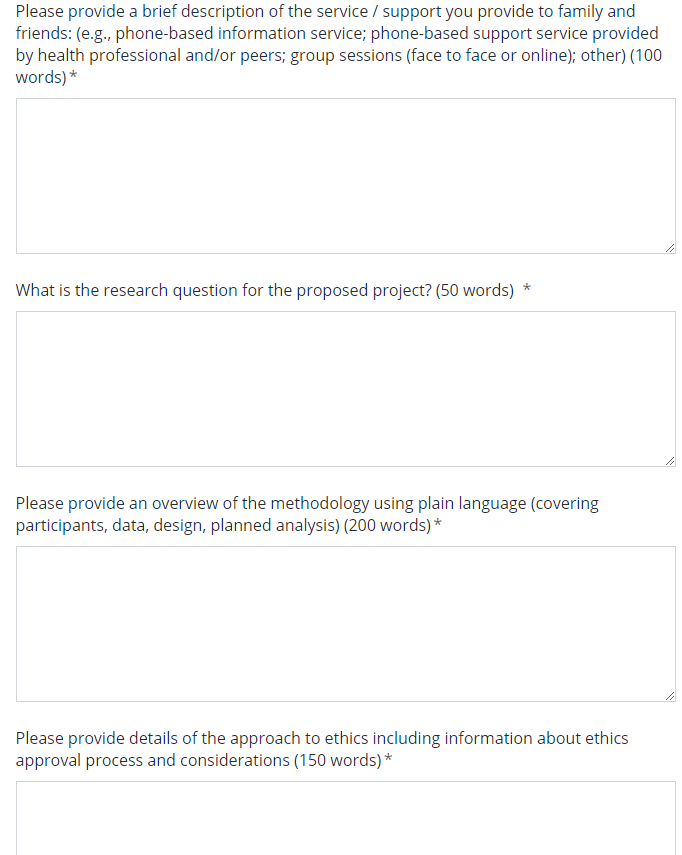 Please provide a brief description of the service / support you provide to family and
friends: (e.g., phone-based information service; phone-based support service provided
by health professional and/or peers; group sessions (face to face or online); other) (100
words) *
What is the research question for the proposed project? (50 words) *
Please provide an overview of the methodology using plain language (covering
participants, data, design, planned analysis) (200 words) *
Please provide details of the approach to ethics including information about ethics
approval process and considerations (150 words) *